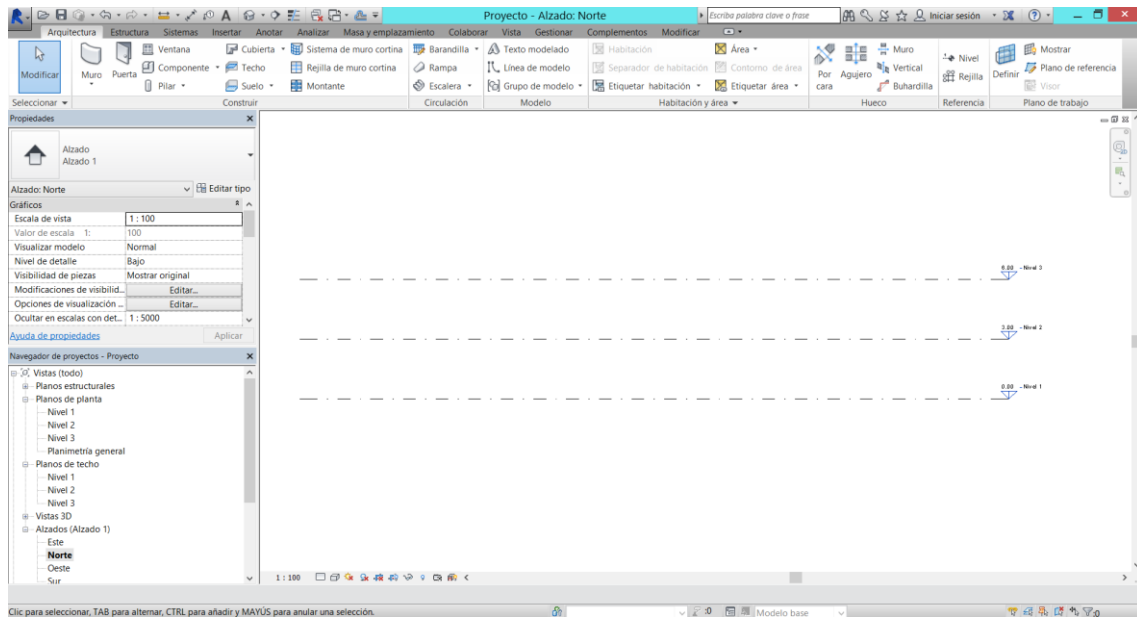 Proyecto - Alzado: Norte
Escriba palabra clave o frase
Iniciar sesión
Arquitectura Estructura Sistemas Insertar Anotar Analizar Masa y emplazamiento Colaborar Vista Gestionar Complementos Modificar
Modificar
Muro
Puerta
Ventana
Componente
Pilar
Cubierta
Techo
Suelo
Sistema de muro cortina
Rejilla de muro cortina
Montante
Barandilla
Rampa
Escalera
Texto modelado
Línea de modelo
Grupo de modelo
Habitación
Separador de habitación
Etiquetar habitación
Área
Contorno de área
Etiquetar área
Por cara
Agujero
Muro
Vertical
Buhardilla
Nivel
Rejilla
Definir
Mostrar
Plano de referencia
Visor
Seleccionar Construir Circulación Modelo Habitación y área Hueco Referencia Plano de trabajo
Propiedades
Alzado
Alzado 1
Alzado: Norte Editar tipo
Gráficos
Escala de vista 1 : 100
Valor de escala 1: 100
Visualizar modelo Normal
Nivel de detalle Bajo
Visibilidad de piezas Mostrar original
Modificaciones de visibilid... Editar...
Opciones de visualización ... Editar...
Ocultar en escalas con det... 1 : 5000
Ayuda de propiedades Aplicar
Navegador de proyectos - Proyecto
Vistas (todo)
Planos estructurales
Planos de planta
Nivel 1
Nivel 2
Nivel 3
Planimetría general
Planos de techo
Nivel 1
Nivel 2
Nivel 3
Vistas 3D
Alzados (Alzado 1)
Este
Norte
Oeste
Sur
6.00 - Nivel 3
3.00 - Nivel 2
0.00 - Nivel 1
1 : 100
Clic para seleccionar, TAB para alternar, CTRL para añadir y MAYÚS para anular una selección.
:0
Modelo base
:0